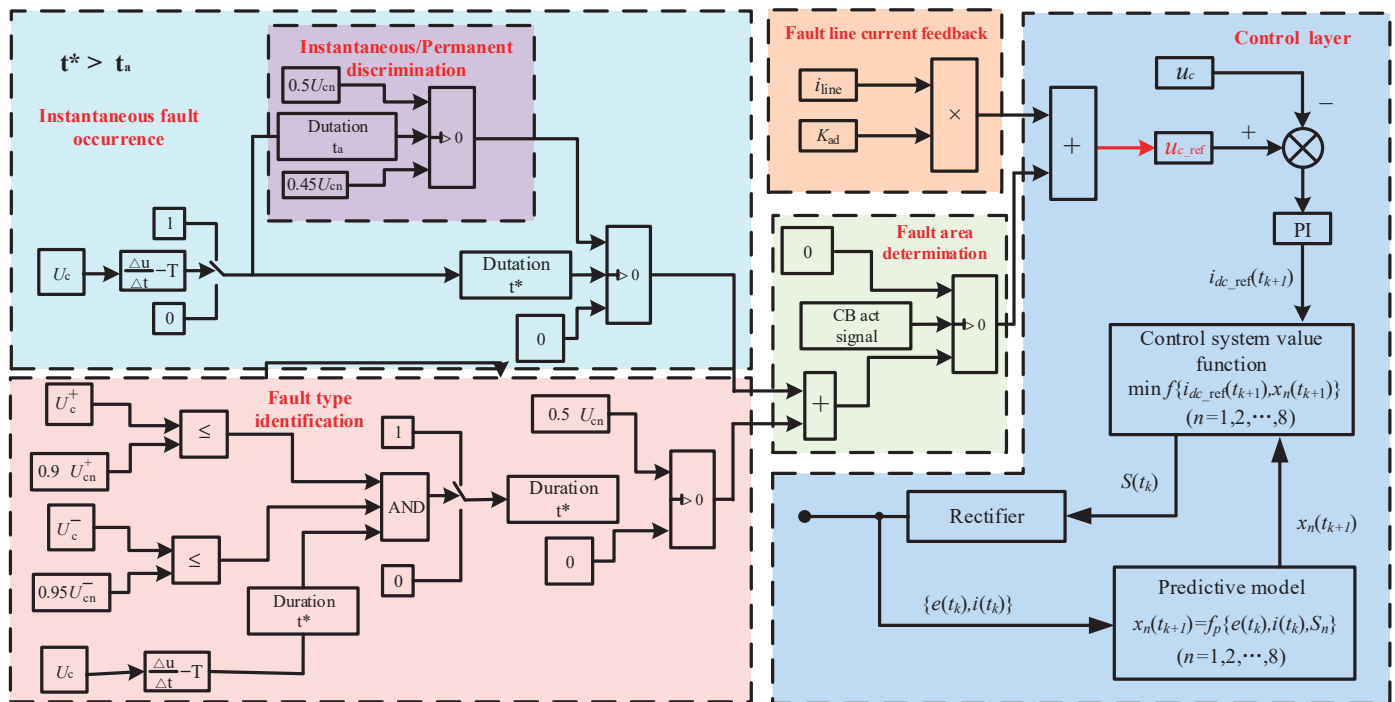 t* > ta
Instantaneous fault
occurrence
Instantaneous/Permanent
discrimination
0.5Ucn
Dutation
ta
0.45Ucn
> 0
1
Uc
△u
△t
−T
0
Dutation
t*
0
> 0
Fault type
identification
Uc+
0.9 Ucn+
≤
Uc−
0.95Ucn−
≤
AND
1
0
Duration
t*
Uc
△u
△t
−T
Duration
t*
0.5 Ucn
0
> 0
Fault line current feedback
iline
Kad
×
Fault area
determination
0
CB act
signal
> 0
+
Control layer
uc
−
+
uc_ref
+
PI
idc_ref(tk+1)
Control system value
function
min f{idc_ref(tk+1),xn(tk+1)}
(n=1,2,⋯,8)
S(tk)
Rectifier
xn(tk+1)
{e(tk),i(tk)}
Predictive model
xn(tk+1)=fp{e(tk),i(tk),Sn}
(n=1,2,⋯,8)